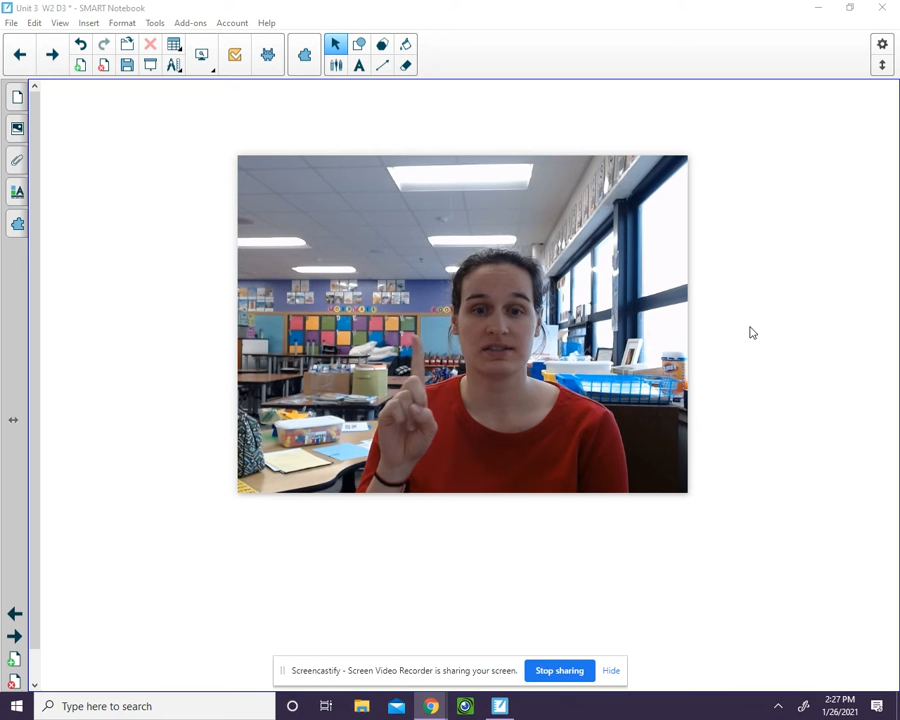 Unit 3 W2 D3 * - SMART Notebook
File Edit View Insert Format Tools Add-ons Account Help
Screencastify - Screen Video Recorder is sharing your screen. Stop sharing Hide
Type here to search
2:27 PM
1/26/2021